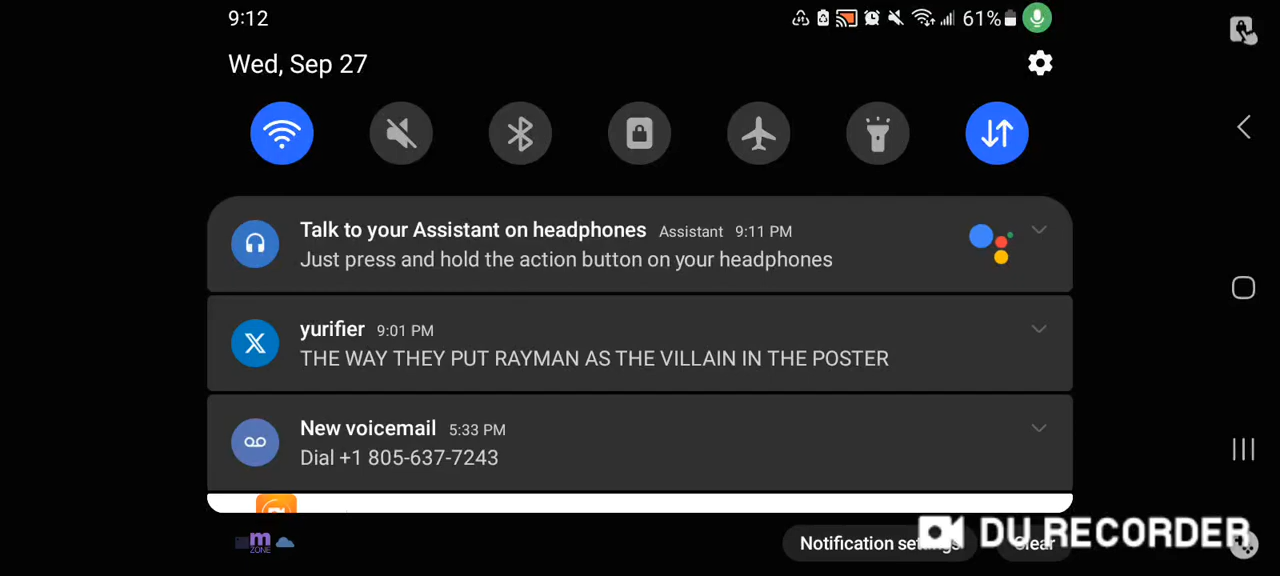 9:12
61%
Wed, Sep 27
Talk to your Assistant on headphones Assistant 9:11 PM
Just press and hold the action button on your headphones
yurifier 9:01 PM
THE WAY THEY PUT RAYMAN AS THE VILLAIN IN THE POSTER
New voicemail 5:33 PM
Dial +1 805-637-7243
m
ZONE
Notification settings
Clear
DU RECORDER